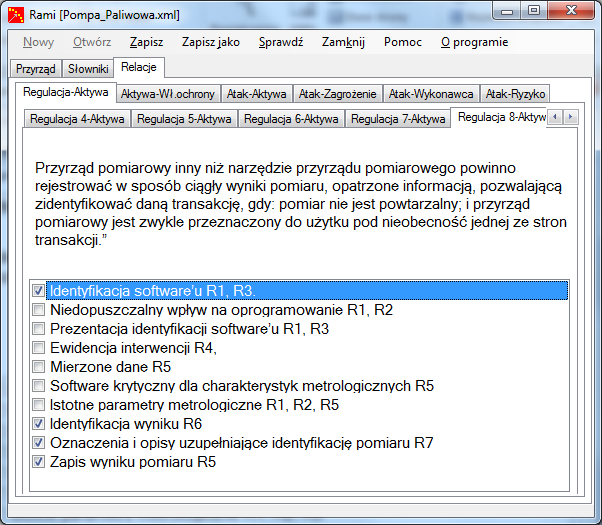 Rami [Pompa_Paliwowa.xml]
Nowy Otwórz Zapisz Zapisz jako Sprawdź Zamknij Pomoc O programie
Przyrząd Słowniki Relacje
Regulacja-Aktywa Aktywa-Wł.ochrony Atak-Aktywa Atak-Zagrożenie Atak-Wykonawca Atak-Ryzyko
Regulacja 4-Aktywa Regulacja 5-Aktywa Regulacja 6-Aktywa Regulacja 7-Aktywa Regulacja 8-Aktyw
Przyrząd pomiarowy inny niż narzędzie przyrządu pomiarowego powinno
rejestrować w sposób ciągły wyniki pomiaru, opatrzone informacją, pozwalającą
zidentyfikować daną transakcję, gdy: pomiar nie jest powtarzalny; i przyrząd
pomiarowy jest zwykle przeznaczony do użytku pod nieobecność jednej ze stron
transakcji.”
Identyfikacja software’u R1, R3.
Niedopuszczalny wpływ na oprogramowanie R1, R2
Prezentacja identyfikacji software’u R1, R3
Ewidencja interwencji R4,
Mierzone dane R5
Software krytyczny dla charakterystyk metrologicznych R5
Istotne parametry metrologiczne R1, R2, R5
Identyfikacja wyniku R6
Oznaczenia i opisy uzupełniające identyfikację pomiaru R7
Zapis wyniku pomiaru R5